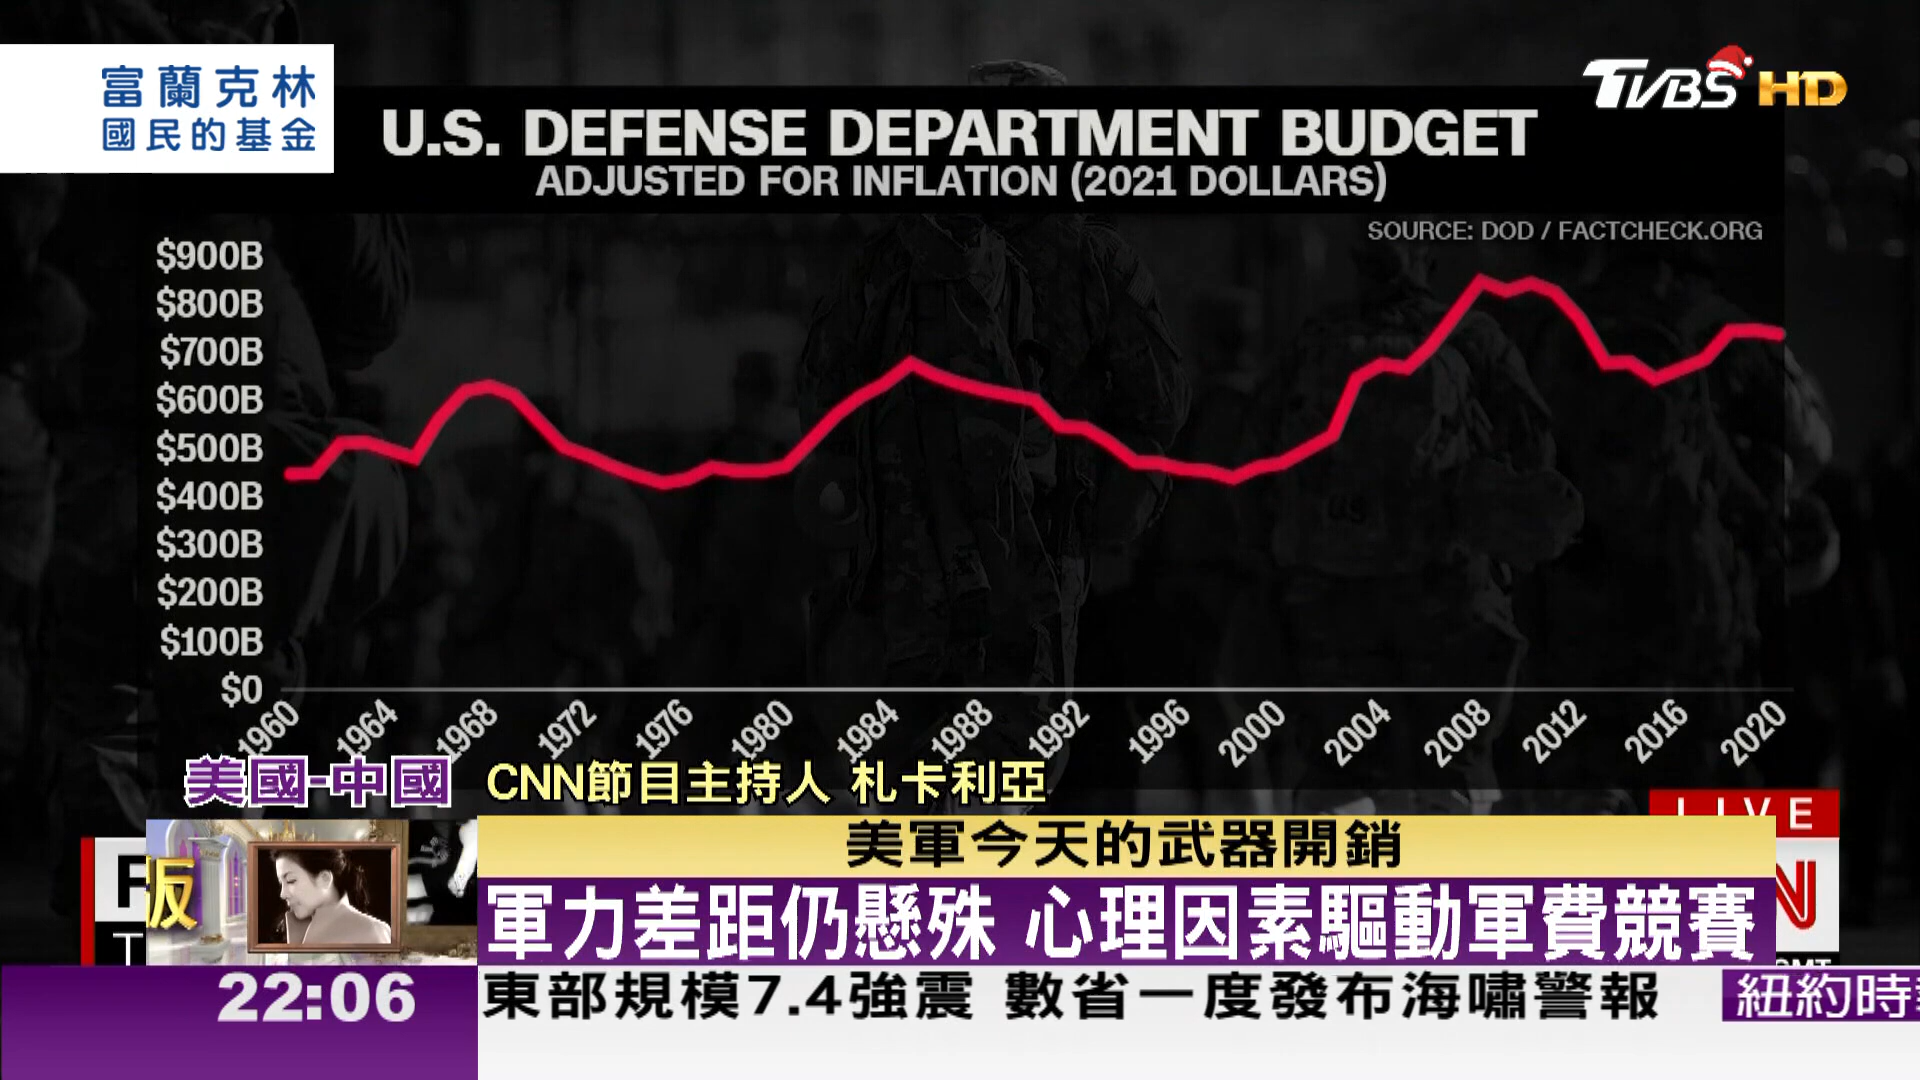 富蘭克林
國民的基金
TVBS HD
U.S. DEFENSE DEPARTMENT BUDGET
ADJUSTED FOR INFLATION (2021 DOLLARS)
SOURCE: DOD / FACTCHECK.ORG
$900B
$800B
$700B
$600B
$500B
$400B
$300B
$200B
$100B
$0
1960 1964 1968 1972 1976 1980 1984 1988 1992 1996 2000 2004 2008 2012 2016 2020
美國-中國 CNN節目主持人 札卡利亞
LIVE
美軍今天的武器開銷
軍力差距仍懸殊 心理因素驅動軍費競賽
22:06
東部規模7.4強震 數省一度發布海嘯警報
紐約時